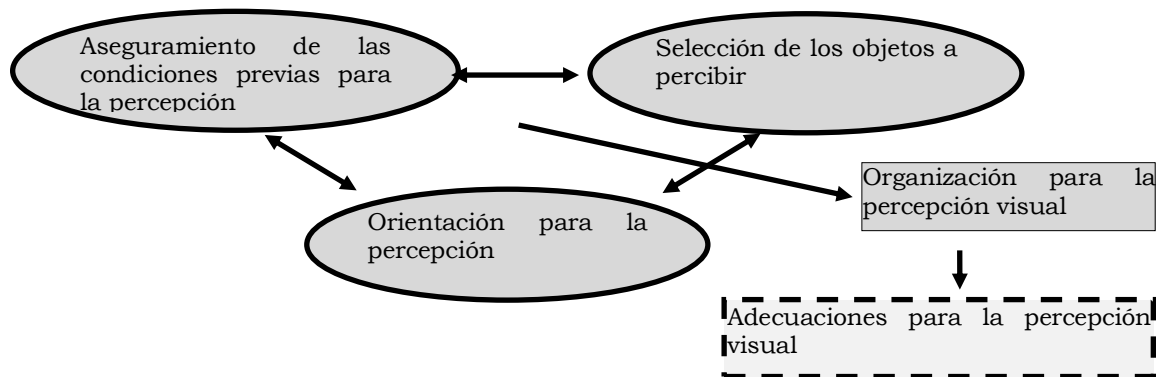 Aseguramiento de las
condiciones previas para
la percepción
Selección de los objetos a
percibir
Orientación para la
percepción
Organización para la
percepción visual
Adecuaciones para la percepción
visual